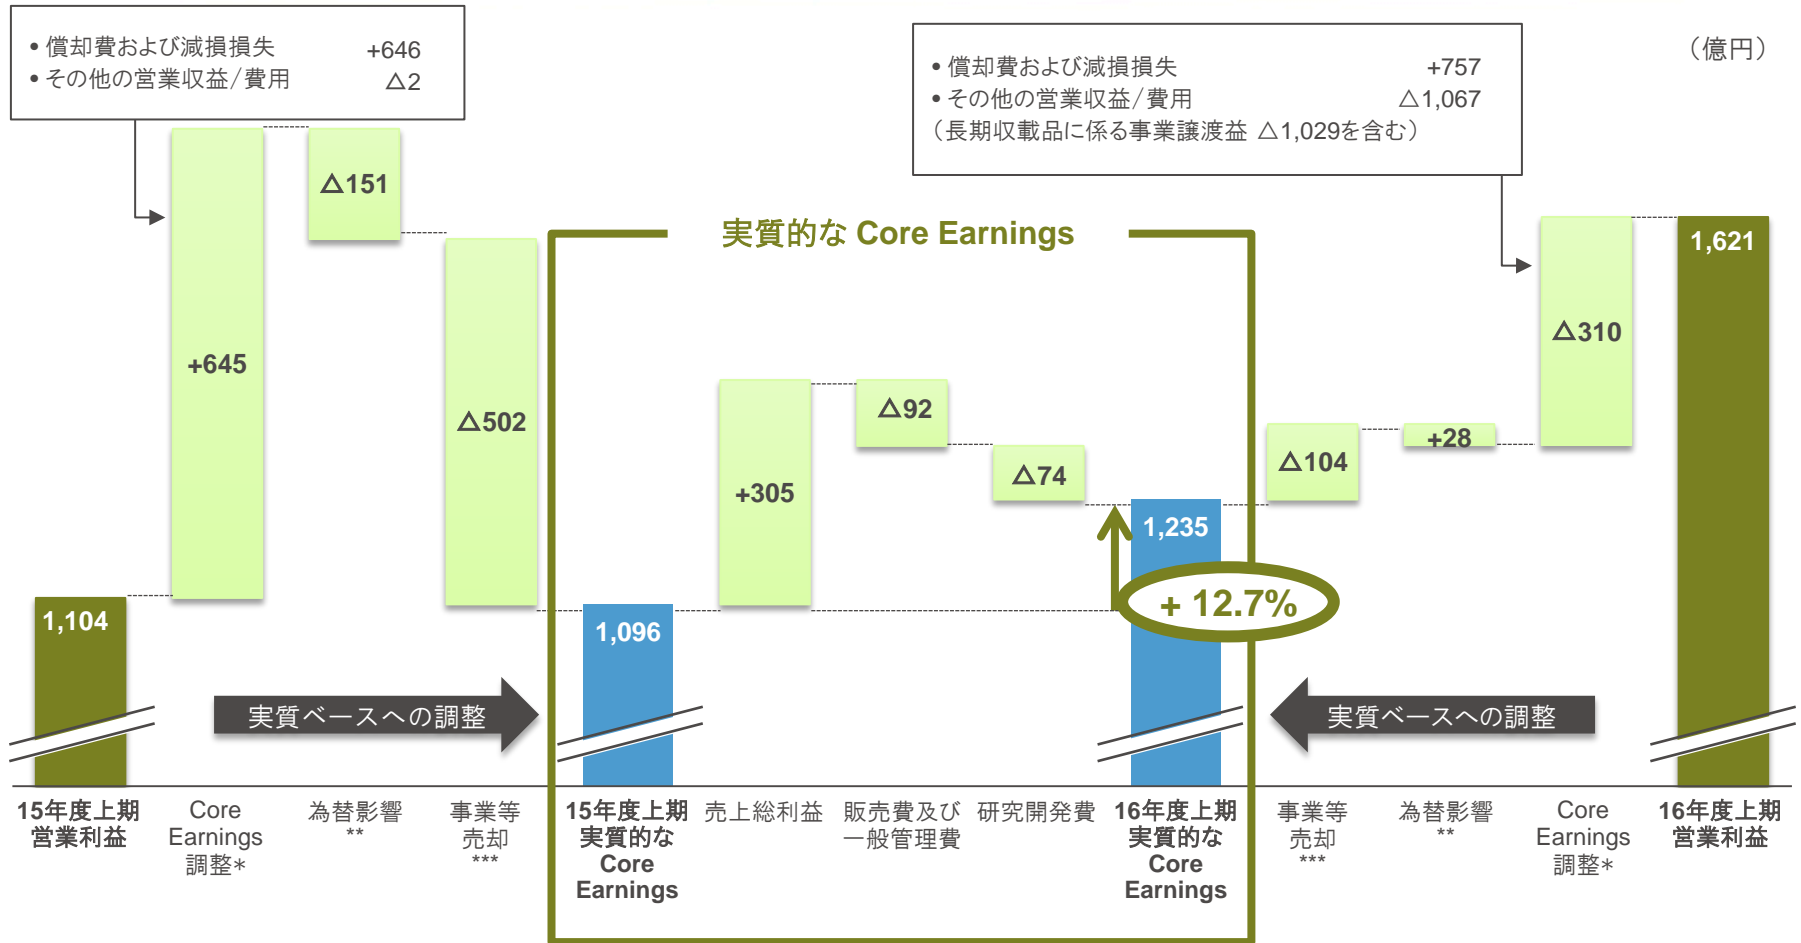 • 償却費および減損損失 +646
• その他の営業収益/費用 △2
• 償却費および減損損失 +757
• その他の営業収益/費用 △1,067
（長期収載品に係る事業譲渡益 △1,029を含む）
（億円）
実質的な Core Earnings
1,104
+645
△151
△502
1,096
+305
△92
△74
1,235
+ 12.7%
△104
+28
△310
1,621
実質ベースへの調整
実質ベースへの調整
15年度上期
営業利益
Core
Earnings
調整*
為替影響
**
事業等
売却
***
15年度上期
実質的な
Core
Earnings
売上総利益
販売費及び
一般管理費
研究開発費
16年度上期
実質的な
Core
Earnings
事業等
売却
***
為替影響
**
Core
Earnings
調整*
16年度上期
営業利益